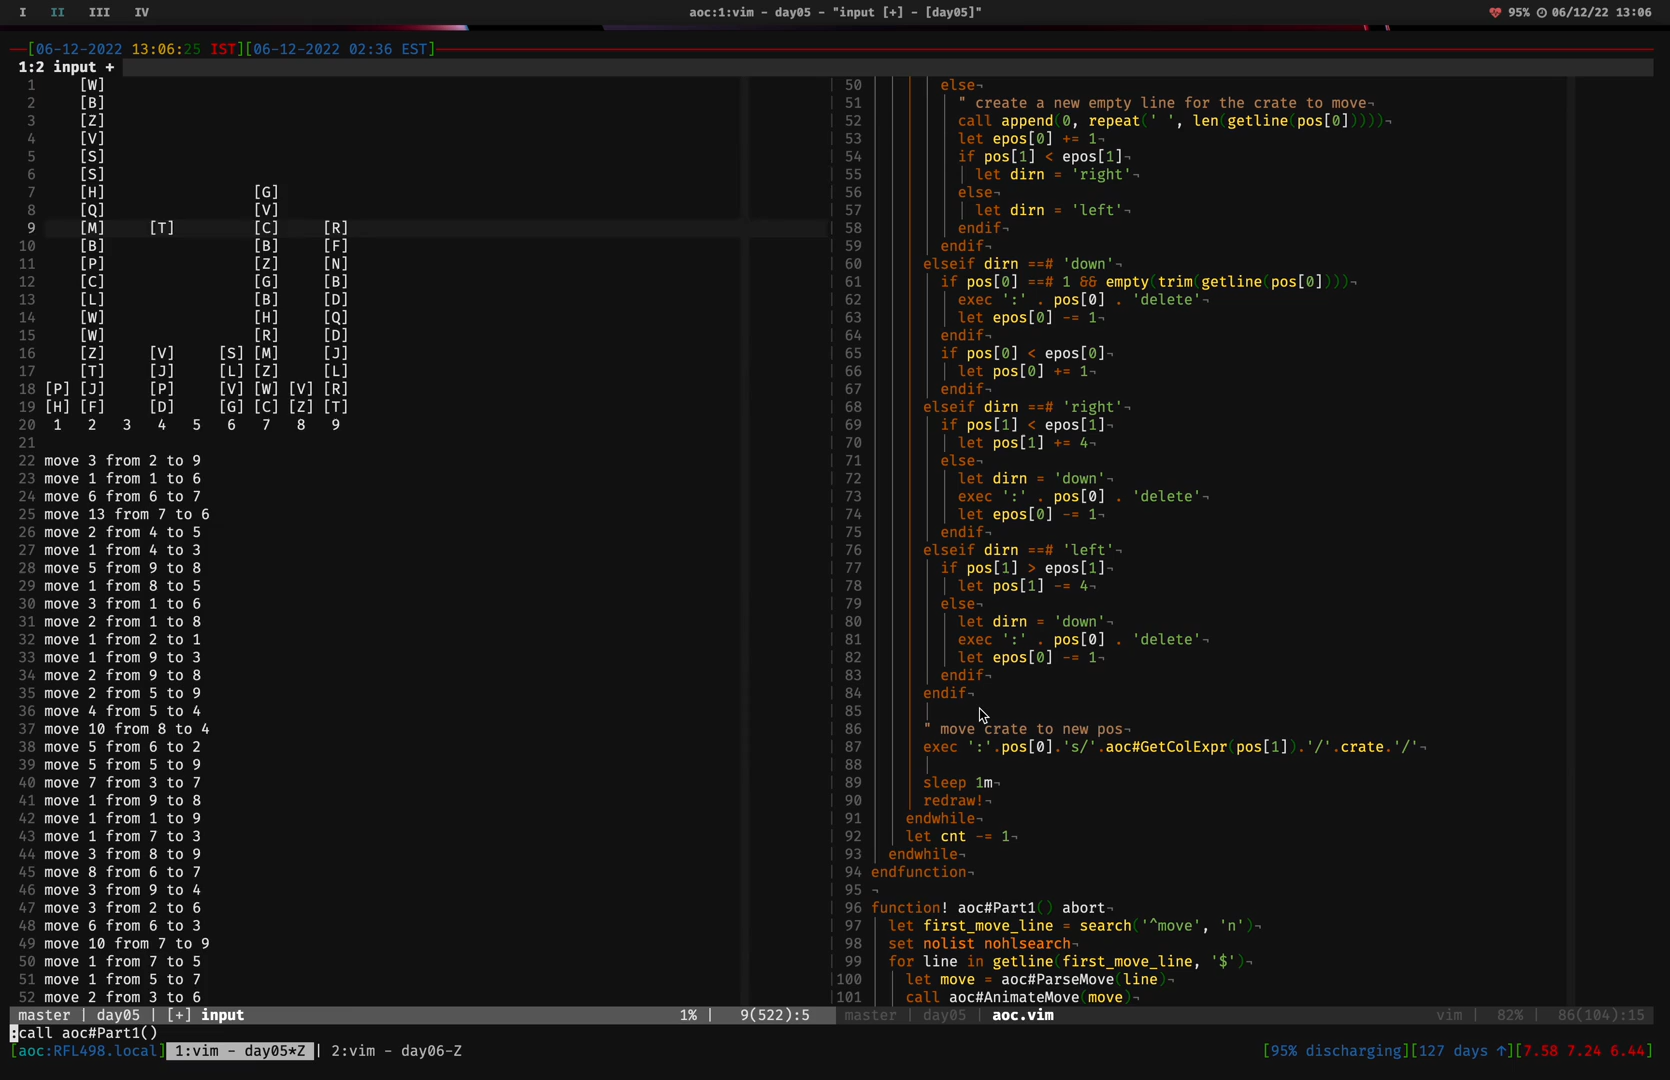 I II III IV aoc:1:vim - day05 - "input [+] - [day05]" 95% 06/12/22 13:06
[06-12-2022 13:06:25 IST][06-12-2022 02:36 EST]
1:2 input +
1 [W]
2 [B]
3 [Z]
4 [V]
5 [S]
6 [S]
7 [H] [G]
8 [Q] [V]
9 [M] [T] [C] [R]
10 [B] [B] [F]
11 [P] [Z] [N]
12 [C] [G] [B]
13 [L] [B] [D]
14 [W] [H] [Q]
15 [W] [R] [D]
16 [Z] [V] [S] [M] [J]
17 [T] [J] [L] [Z] [L]
18 [P] [J] [P] [V] [W] [V] [R]
19 [H] [F] [D] [G] [C] [Z] [T]
20 1 2 3 4 5 6 7 8 9
21
22 move 3 from 2 to 9
23 move 1 from 1 to 6
24 move 6 from 6 to 7
25 move 13 from 7 to 6
26 move 2 from 4 to 5
27 move 1 from 4 to 3
28 move 5 from 9 to 8
29 move 1 from 8 to 5
30 move 3 from 1 to 6
31 move 2 from 1 to 8
32 move 1 from 2 to 1
33 move 1 from 9 to 3
34 move 2 from 9 to 8
35 move 2 from 5 to 9
36 move 4 from 5 to 4
37 move 10 from 8 to 4
38 move 5 from 6 to 2
39 move 5 from 5 to 9
40 move 7 from 3 to 7
41 move 1 from 9 to 8
42 move 1 from 1 to 9
43 move 1 from 7 to 3
44 move 3 from 8 to 9
45 move 8 from 6 to 7
46 move 3 from 9 to 4
47 move 3 from 2 to 6
48 move 6 from 6 to 3
49 move 10 from 7 to 9
50 move 1 from 7 to 5
51 move 1 from 5 to 7
52 move 2 from 3 to 6
50 else¬
51 " create a new empty line for the crate to move¬
52 call append(0, repeat(' ', len(getline(pos[0]))))¬
53 let epos[0] += 1¬
54 if pos[1] < epos[1]¬
55 let dirn = 'right'¬
56 else¬
57 let dirn = 'left'¬
58 endif¬
59 endif¬
60 elseif dirn ==# 'down'¬
61 if pos[0] ==# 1 && empty(trim(getline(pos[0])))¬
62 exec ':' . pos[0] . 'delete'¬
63 let epos[0] -= 1¬
64 endif¬
65 if pos[0] < epos[0]¬
66 let pos[0] += 1¬
67 endif¬
68 elseif dirn ==# 'right'¬
69 if pos[1] < epos[1]¬
70 let pos[1] += 4¬
71 else¬
72 let dirn = 'down'¬
73 exec ':' . pos[0] . 'delete'¬
74 let epos[0] -= 1¬
75 endif¬
76 elseif dirn ==# 'left'¬
77 if pos[1] > epos[1]¬
78 let pos[1] -= 4¬
79 else¬
80 let dirn = 'down'¬
81 exec ':' . pos[0] . 'delete'¬
82 let epos[0] -= 1¬
83 endif¬
84 endif¬
85
86 " move crate to new pos¬
87 exec ':'.pos[0].'s/'.aoc#GetColExpr(pos[1]).'/'.crate.'/'¬
88
89 sleep 1m¬
90 redraw!¬
91 endwhile¬
92 let cnt -= 1¬
93 endwhile¬
94 endfunction¬
95 ¬
96 function! aoc#Part1() abort¬
97 let first_move_line = search('^move', 'n')¬
98 set nolist nohlsearch¬
99 for line in getline(first_move_line, '$')¬
100 let move = aoc#ParseMove(line)¬
101 call aoc#AnimateMove(move)¬
master | day05 | [+] input 1% | 9(522):5 master | day05 | aoc.vim vim | 82% | 86(104):15
:call aoc#Part1()
[aoc:RFL498.local] 1:vim - day05*Z | 2:vim - day06-Z [95% discharging][127 days ↑][7.58 7.24 6.44]